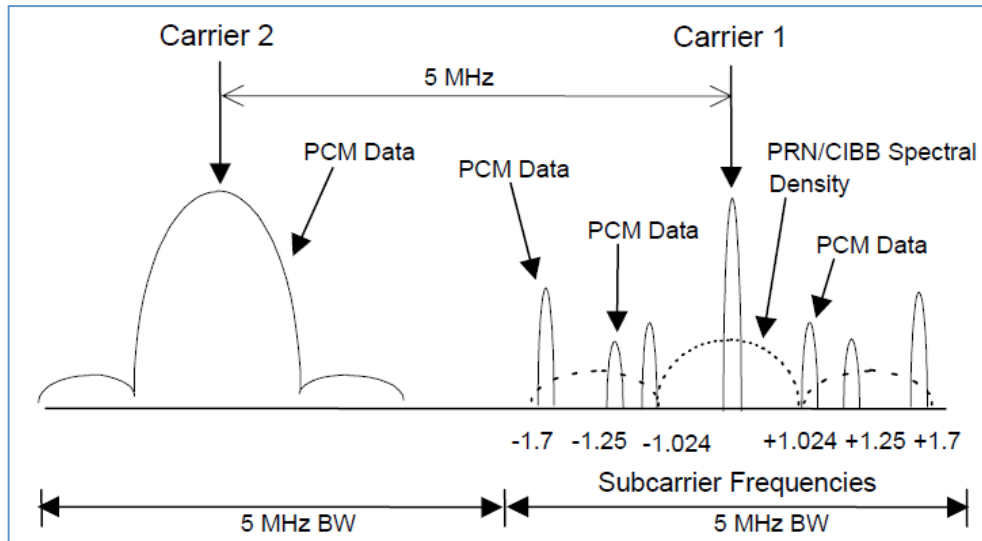 Carrier 2
Carrier 1
5 MHz
PCM Data
PCM Data
PRN/CIBB Spectral
Density
PCM Data
PCM Data
-1.7
-1.25
-1.024
+1.024
+1.25
+1.7
Subcarrier Frequencies
5 MHz BW
5 MHz BW